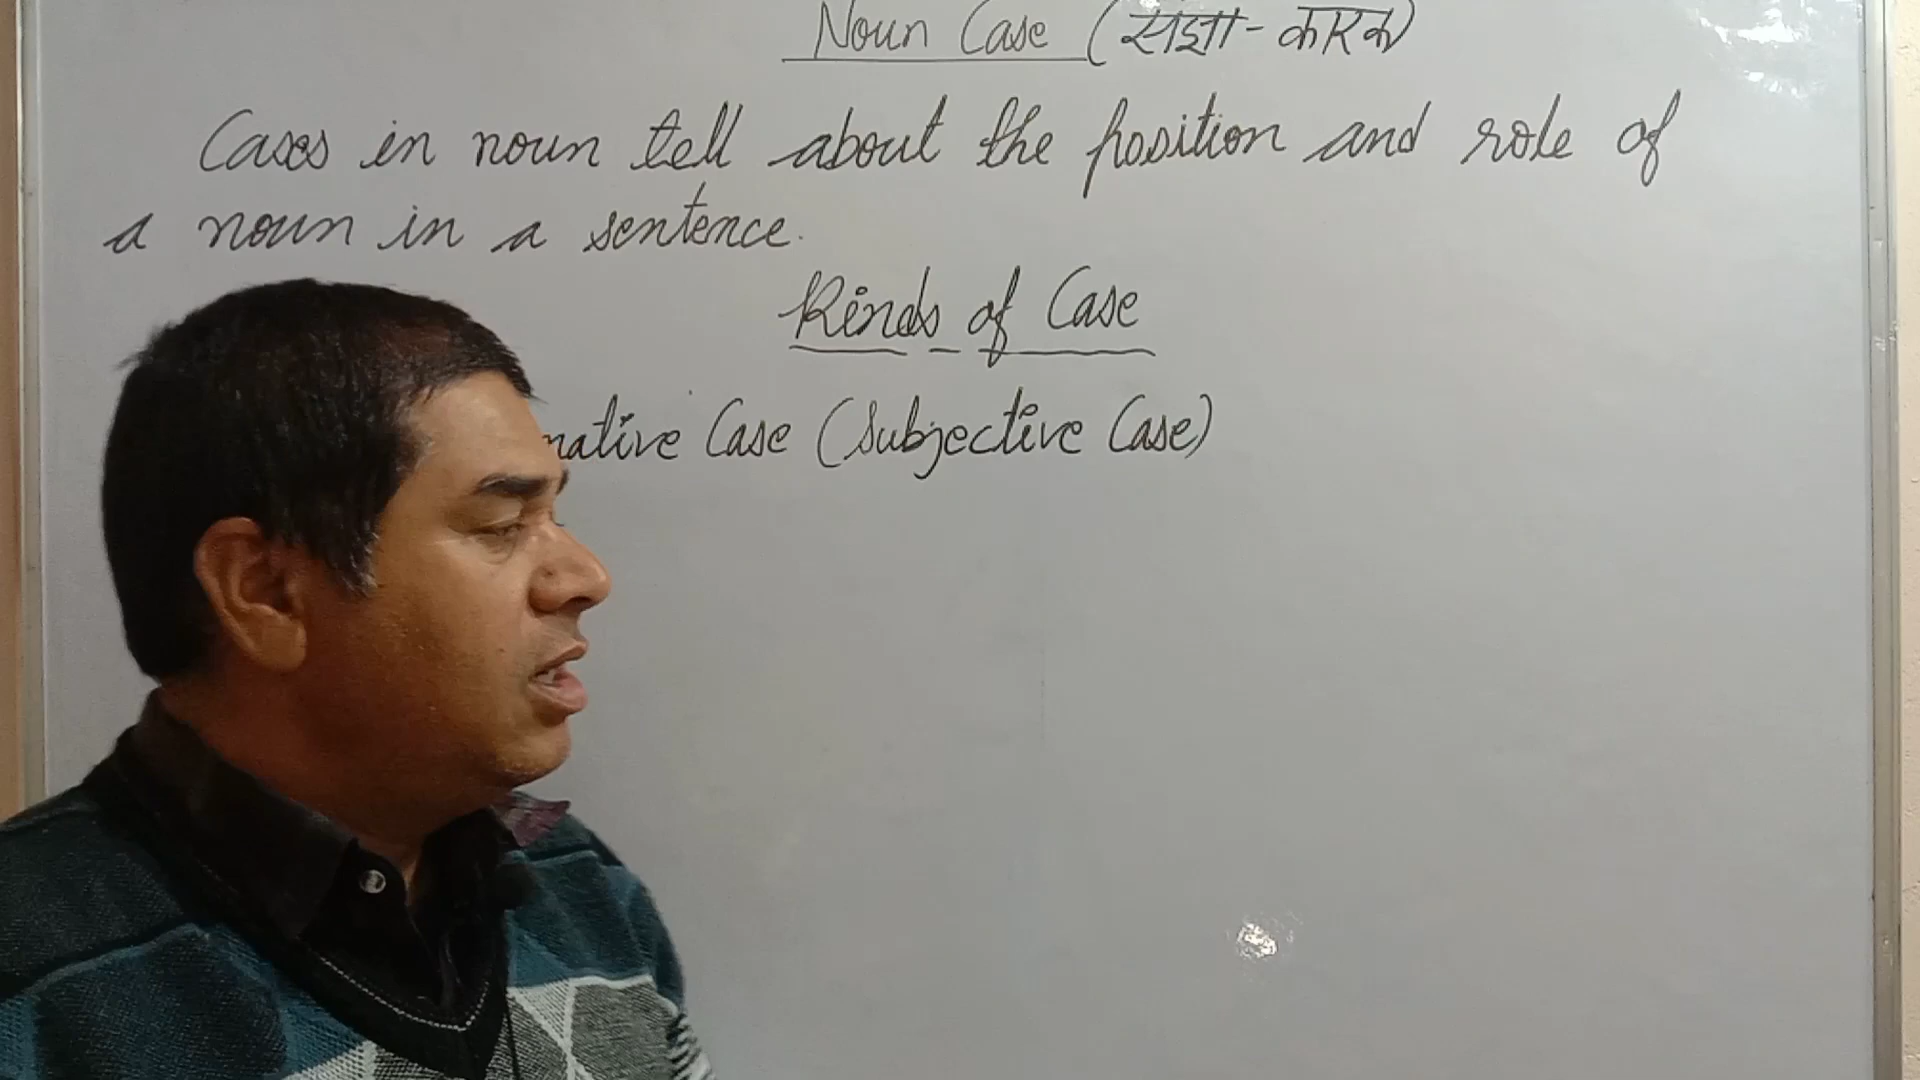 Noun Case (संज्ञा - कारक)
Cases in noun tell about the position and role of
a noun in a sentence.
Kinds of Case
native Case (Subjective Case)